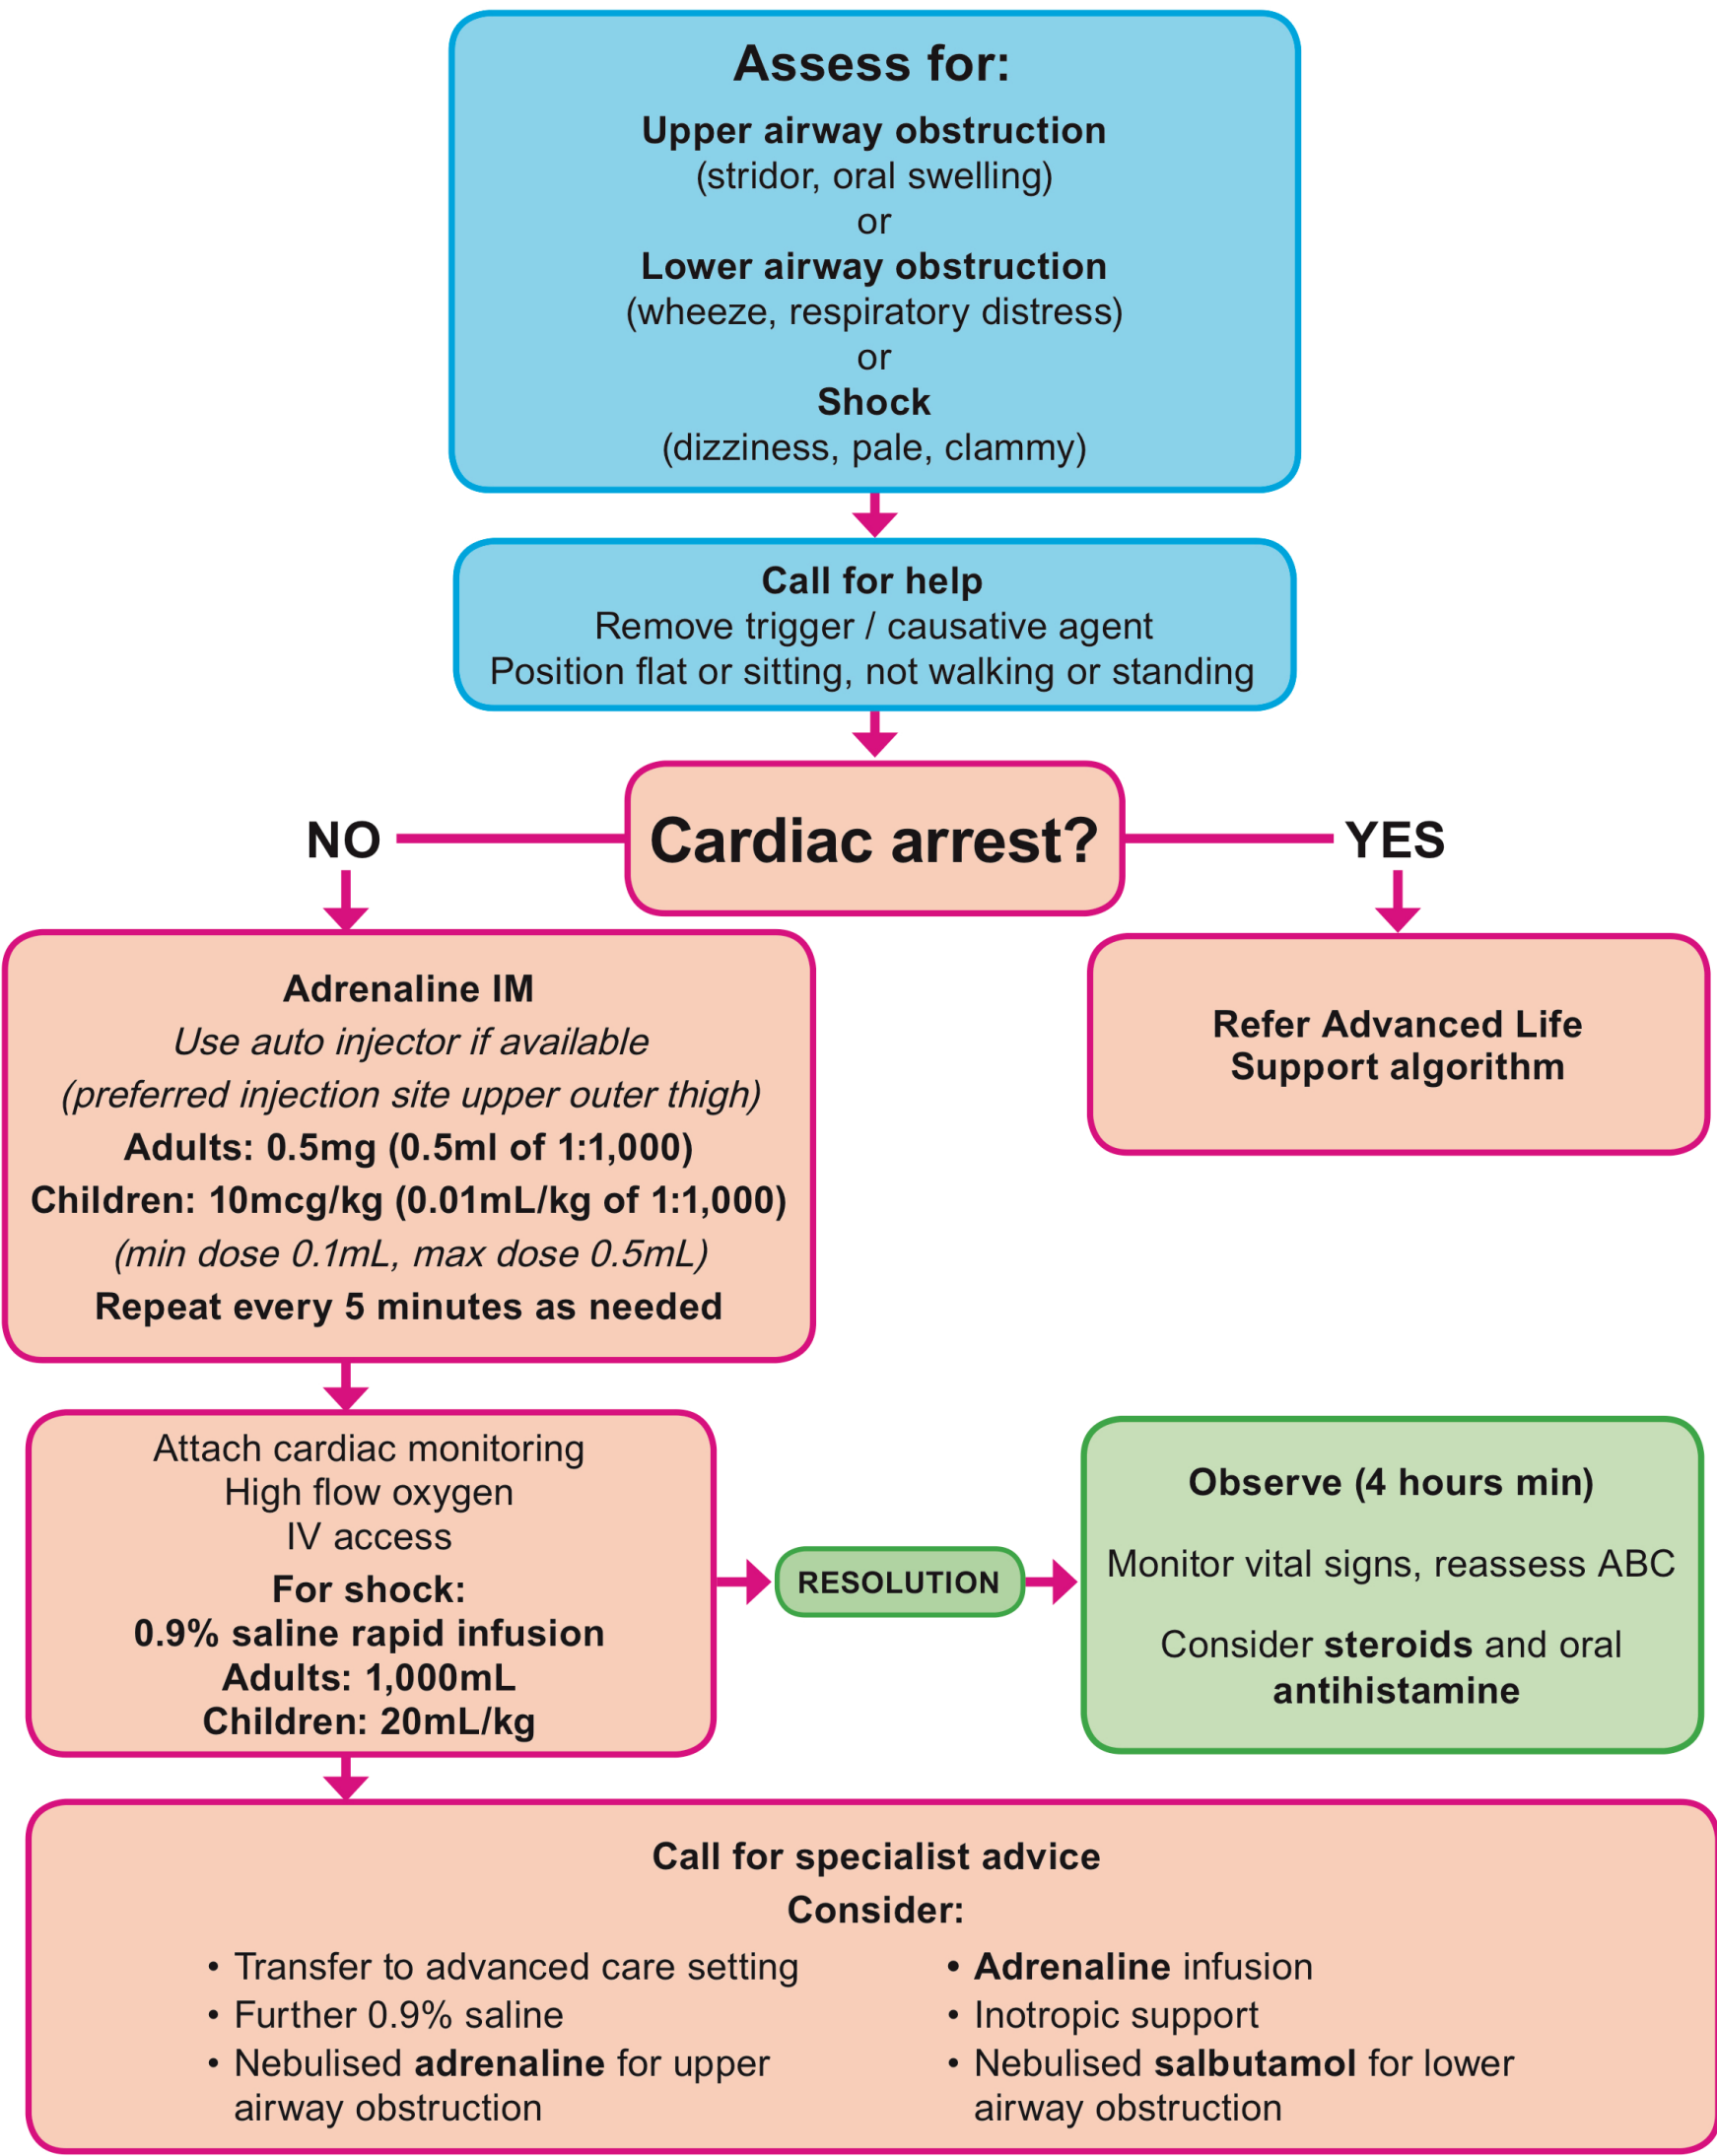 Assess for:
Upper airway obstruction
(stridor, oral swelling)
or
Lower airway obstruction
(wheeze, respiratory distress)
or
Shock
(dizziness, pale, clammy)
Call for help
Remove trigger / causative agent
Position flat or sitting, not walking or standing
Cardiac arrest?
NO
YES
Adrenaline IM
Use auto injector if available
(preferred injection site upper outer thigh)
Adults: 0.5mg (0.5ml of 1:1,000)
Children: 10mcg/kg (0.01mL/kg of 1:1,000)
(min dose 0.1mL, max dose 0.5mL)
Repeat every 5 minutes as needed
Refer Advanced Life
Support algorithm
Attach cardiac monitoring
High flow oxygen
IV access
For shock:
0.9% saline rapid infusion
Adults: 1,000mL
Children: 20mL/kg
RESOLUTION
Observe (4 hours min)
Monitor vital signs, reassess ABC
Consider steroids and oral
antihistamine
Call for specialist advice
Consider:
• Transfer to advanced care setting
• Further 0.9% saline
• Nebulised adrenaline for upper
airway obstruction
• Adrenaline infusion
• Inotropic support
• Nebulised salbutamol for lower
airway obstruction